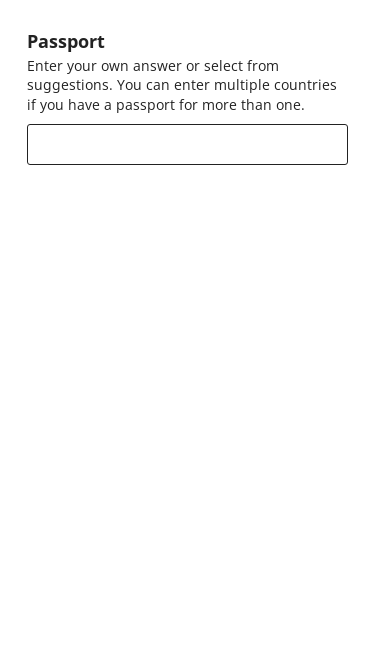 Passport
Enter your own answer or select from
suggestions. You can enter multiple countries
if you have a passport for more than one.